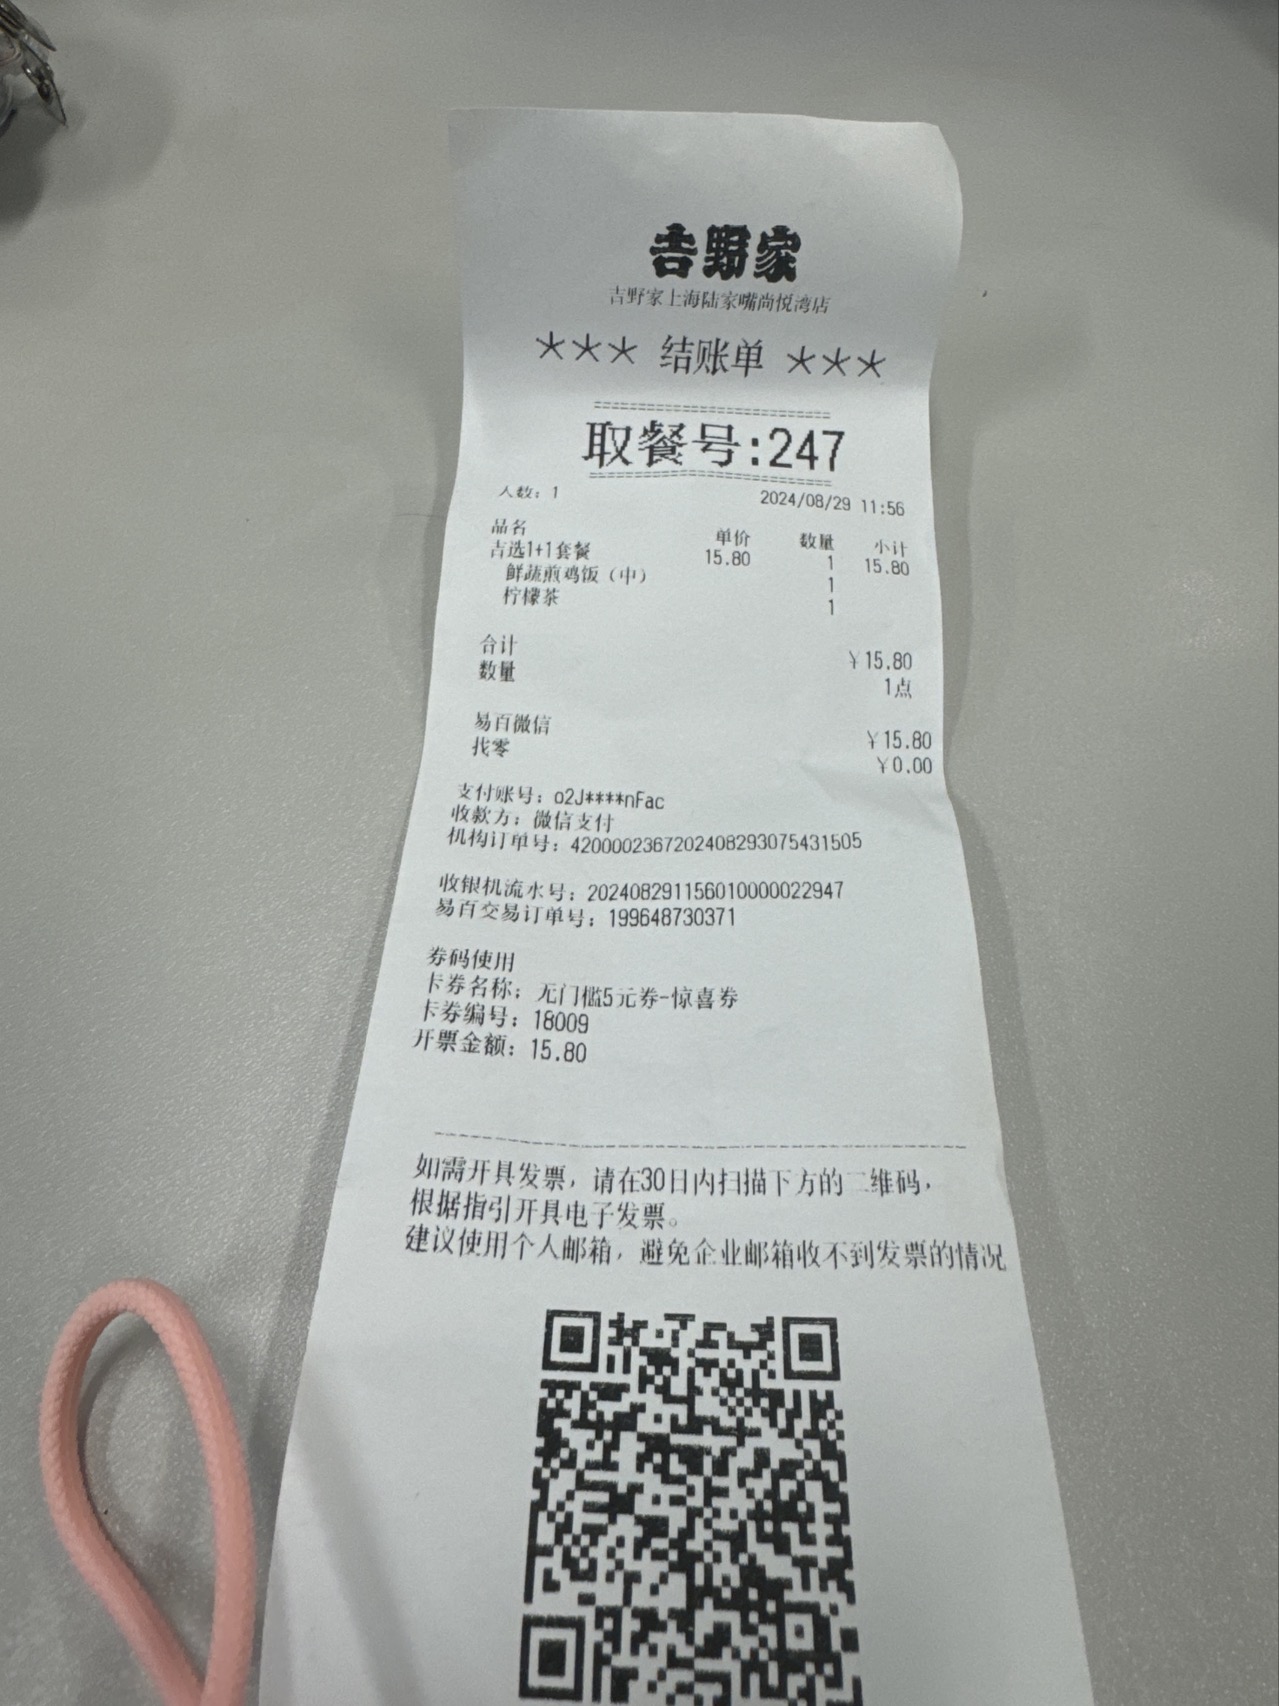 吉野家
吉野家上海陆家嘴尚悦湾店
*** 结账单 ***
取餐号:247
人数: 1 2024/08/29 11:56
品名 单价 数量 小计
吉选1+1套餐 15.80 1 15.80
鲜蔬煎鸡饭（中） 1
柠檬茶 1
合计 ￥15.80
数量 1点
易百微信 ￥15.80
找零 ￥0.00
支付账号: o2J****nFac
收款方: 微信支付
机构订单号: 4200002367202408293075431505
收银机流水号: 202408291156010000022947
易百交易订单号: 199648730371
券码使用
卡券名称: 无门槛5元券-惊喜券
卡券编号: 18009
开票金额: 15.80
如需开具发票，请在30日内扫描下方的二维码，
根据指引开具电子发票。
建议使用个人邮箱，避免企业邮箱收不到发票的情况